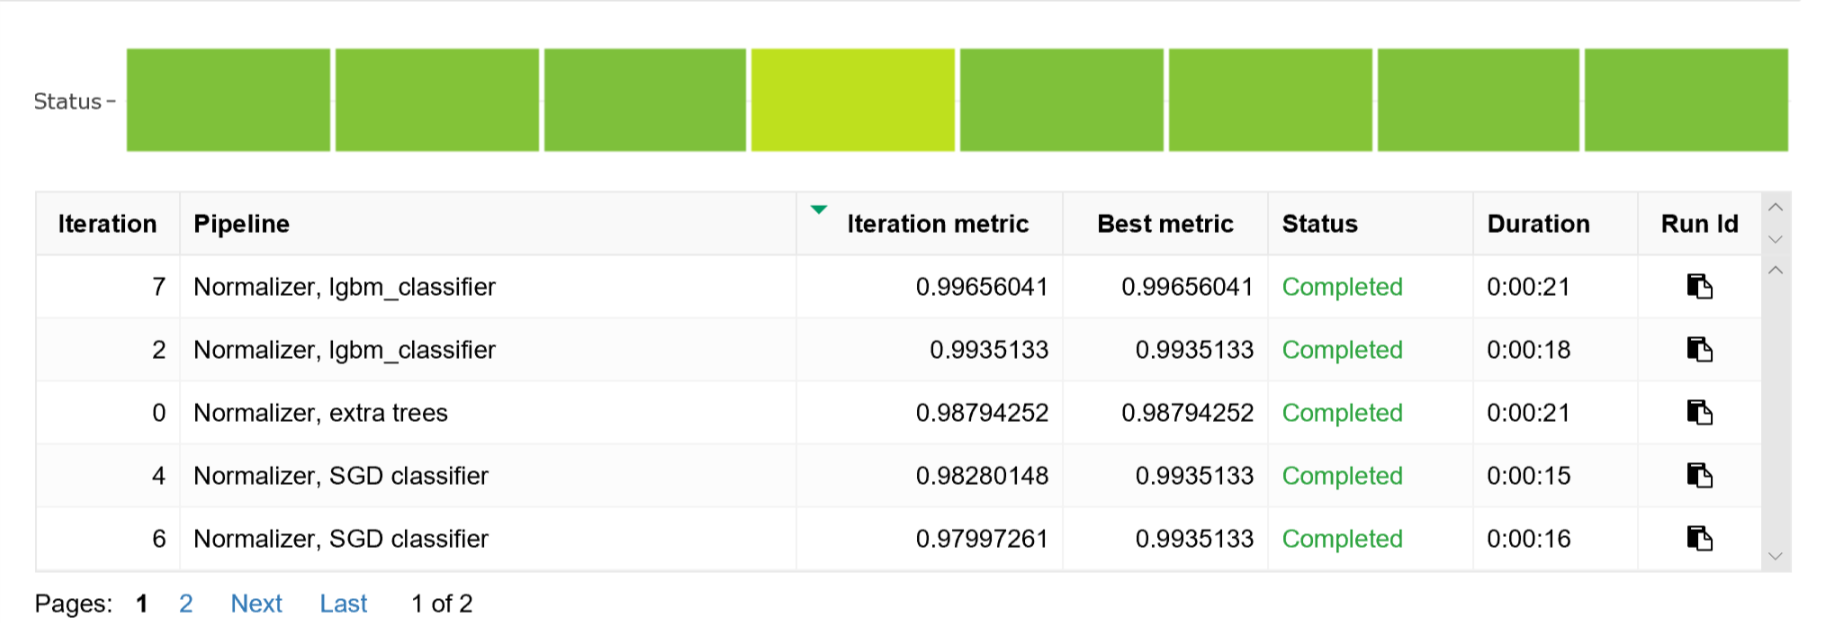 Status
Iteration Pipeline Iteration metric Best metric Status Duration Run Id
7 Normalizer, lgbm_classifier 0.99656041 0.99656041 Completed 0:00:21
2 Normalizer, lgbm_classifier 0.9935133 0.9935133 Completed 0:00:18
0 Normalizer, extra trees 0.98794252 0.98794252 Completed 0:00:21
4 Normalizer, SGD classifier 0.98280148 0.9935133 Completed 0:00:15
6 Normalizer, SGD classifier 0.97997261 0.9935133 Completed 0:00:16
Pages: 1 2 Next Last 1 of 2